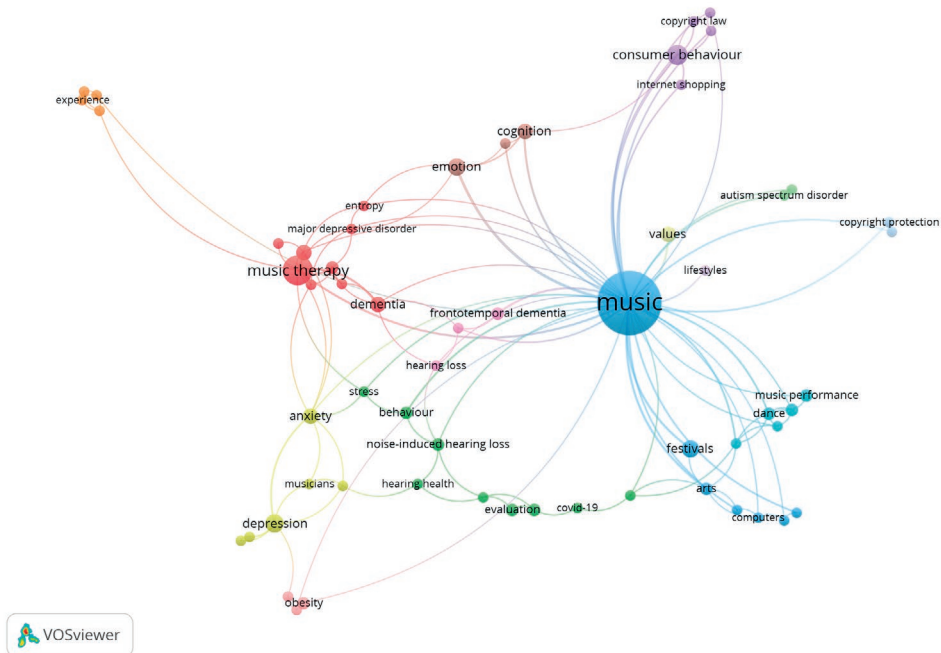 copyright law
consumer behaviour
internet shopping
experience
cognition
emotion
autism spectrum disorder
entropy
copyright protection
major depressive disorder
values
music therapy
lifestyles
dementia
music
frontotemporal dementia
hearing loss
stress
music performance
anxiety
behaviour
dance
noise-induced hearing loss
festivals
musicians
hearing health
arts
evaluation
covid-19
depression
computers
obesity
VOSviewer